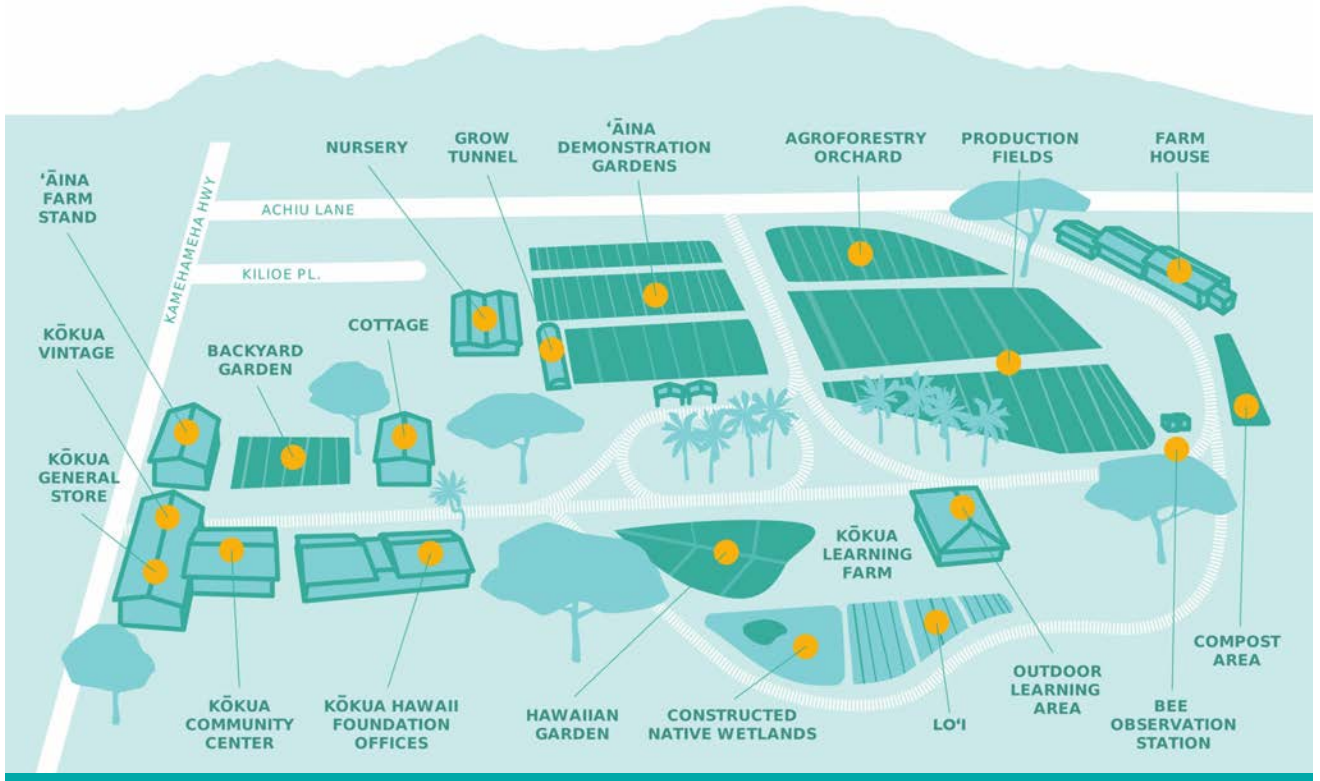 NURSERY
GROW
TUNNEL
ʻĀINA
DEMONSTRATION
GARDENS
AGROFORESTRY
ORCHARD
PRODUCTION
FIELDS
FARM
HOUSE
ʻĀINA
FARM
STAND
KAMEHAMEHA HWY
ACHIU LANE
KILIOE PL.
KŌKUA
VINTAGE
BACKYARD
GARDEN
COTTAGE
KŌKUA
GENERAL
STORE
KŌKUA
LEARNING
FARM
KŌKUA
COMMUNITY
CENTER
KŌKUA HAWAII
FOUNDATION
OFFICES
HAWAIIAN
GARDEN
CONSTRUCTED
NATIVE WETLANDS
LOʻI
OUTDOOR
LEARNING
AREA
BEE
OBSERVATION
STATION
COMPOST
AREA